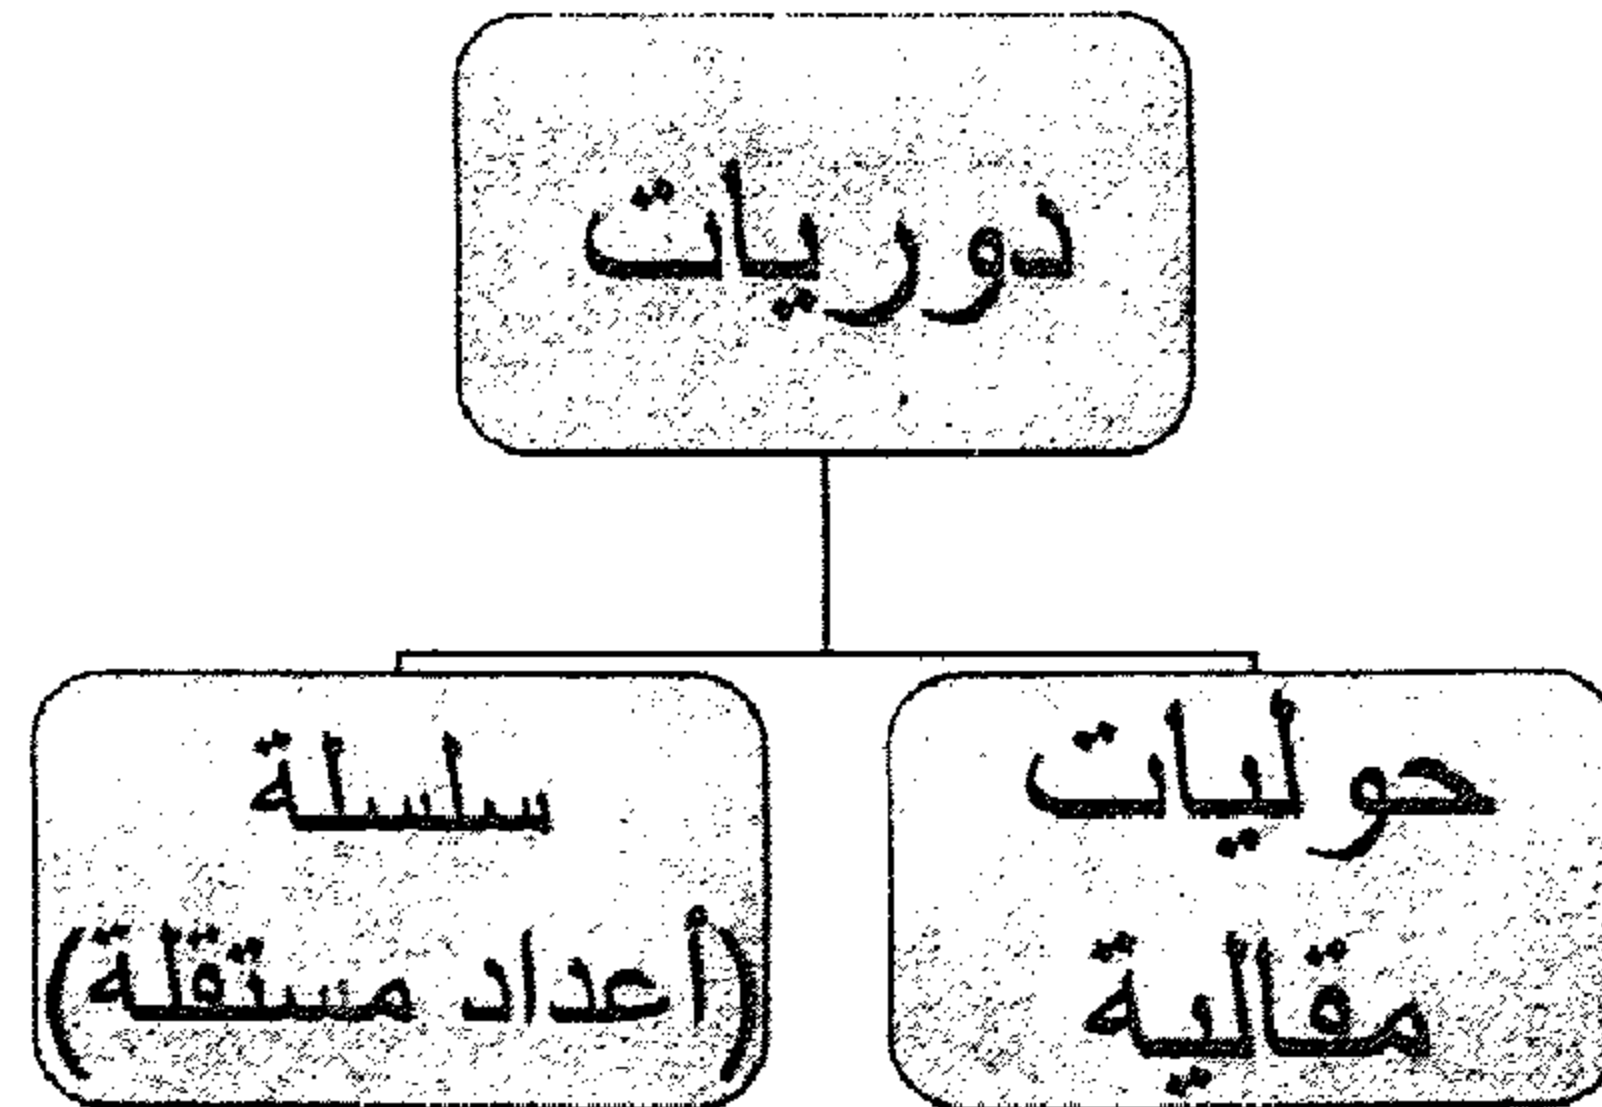 دوريات
حوليات
مقالية
سلسلة
(أعداد مستقلة)